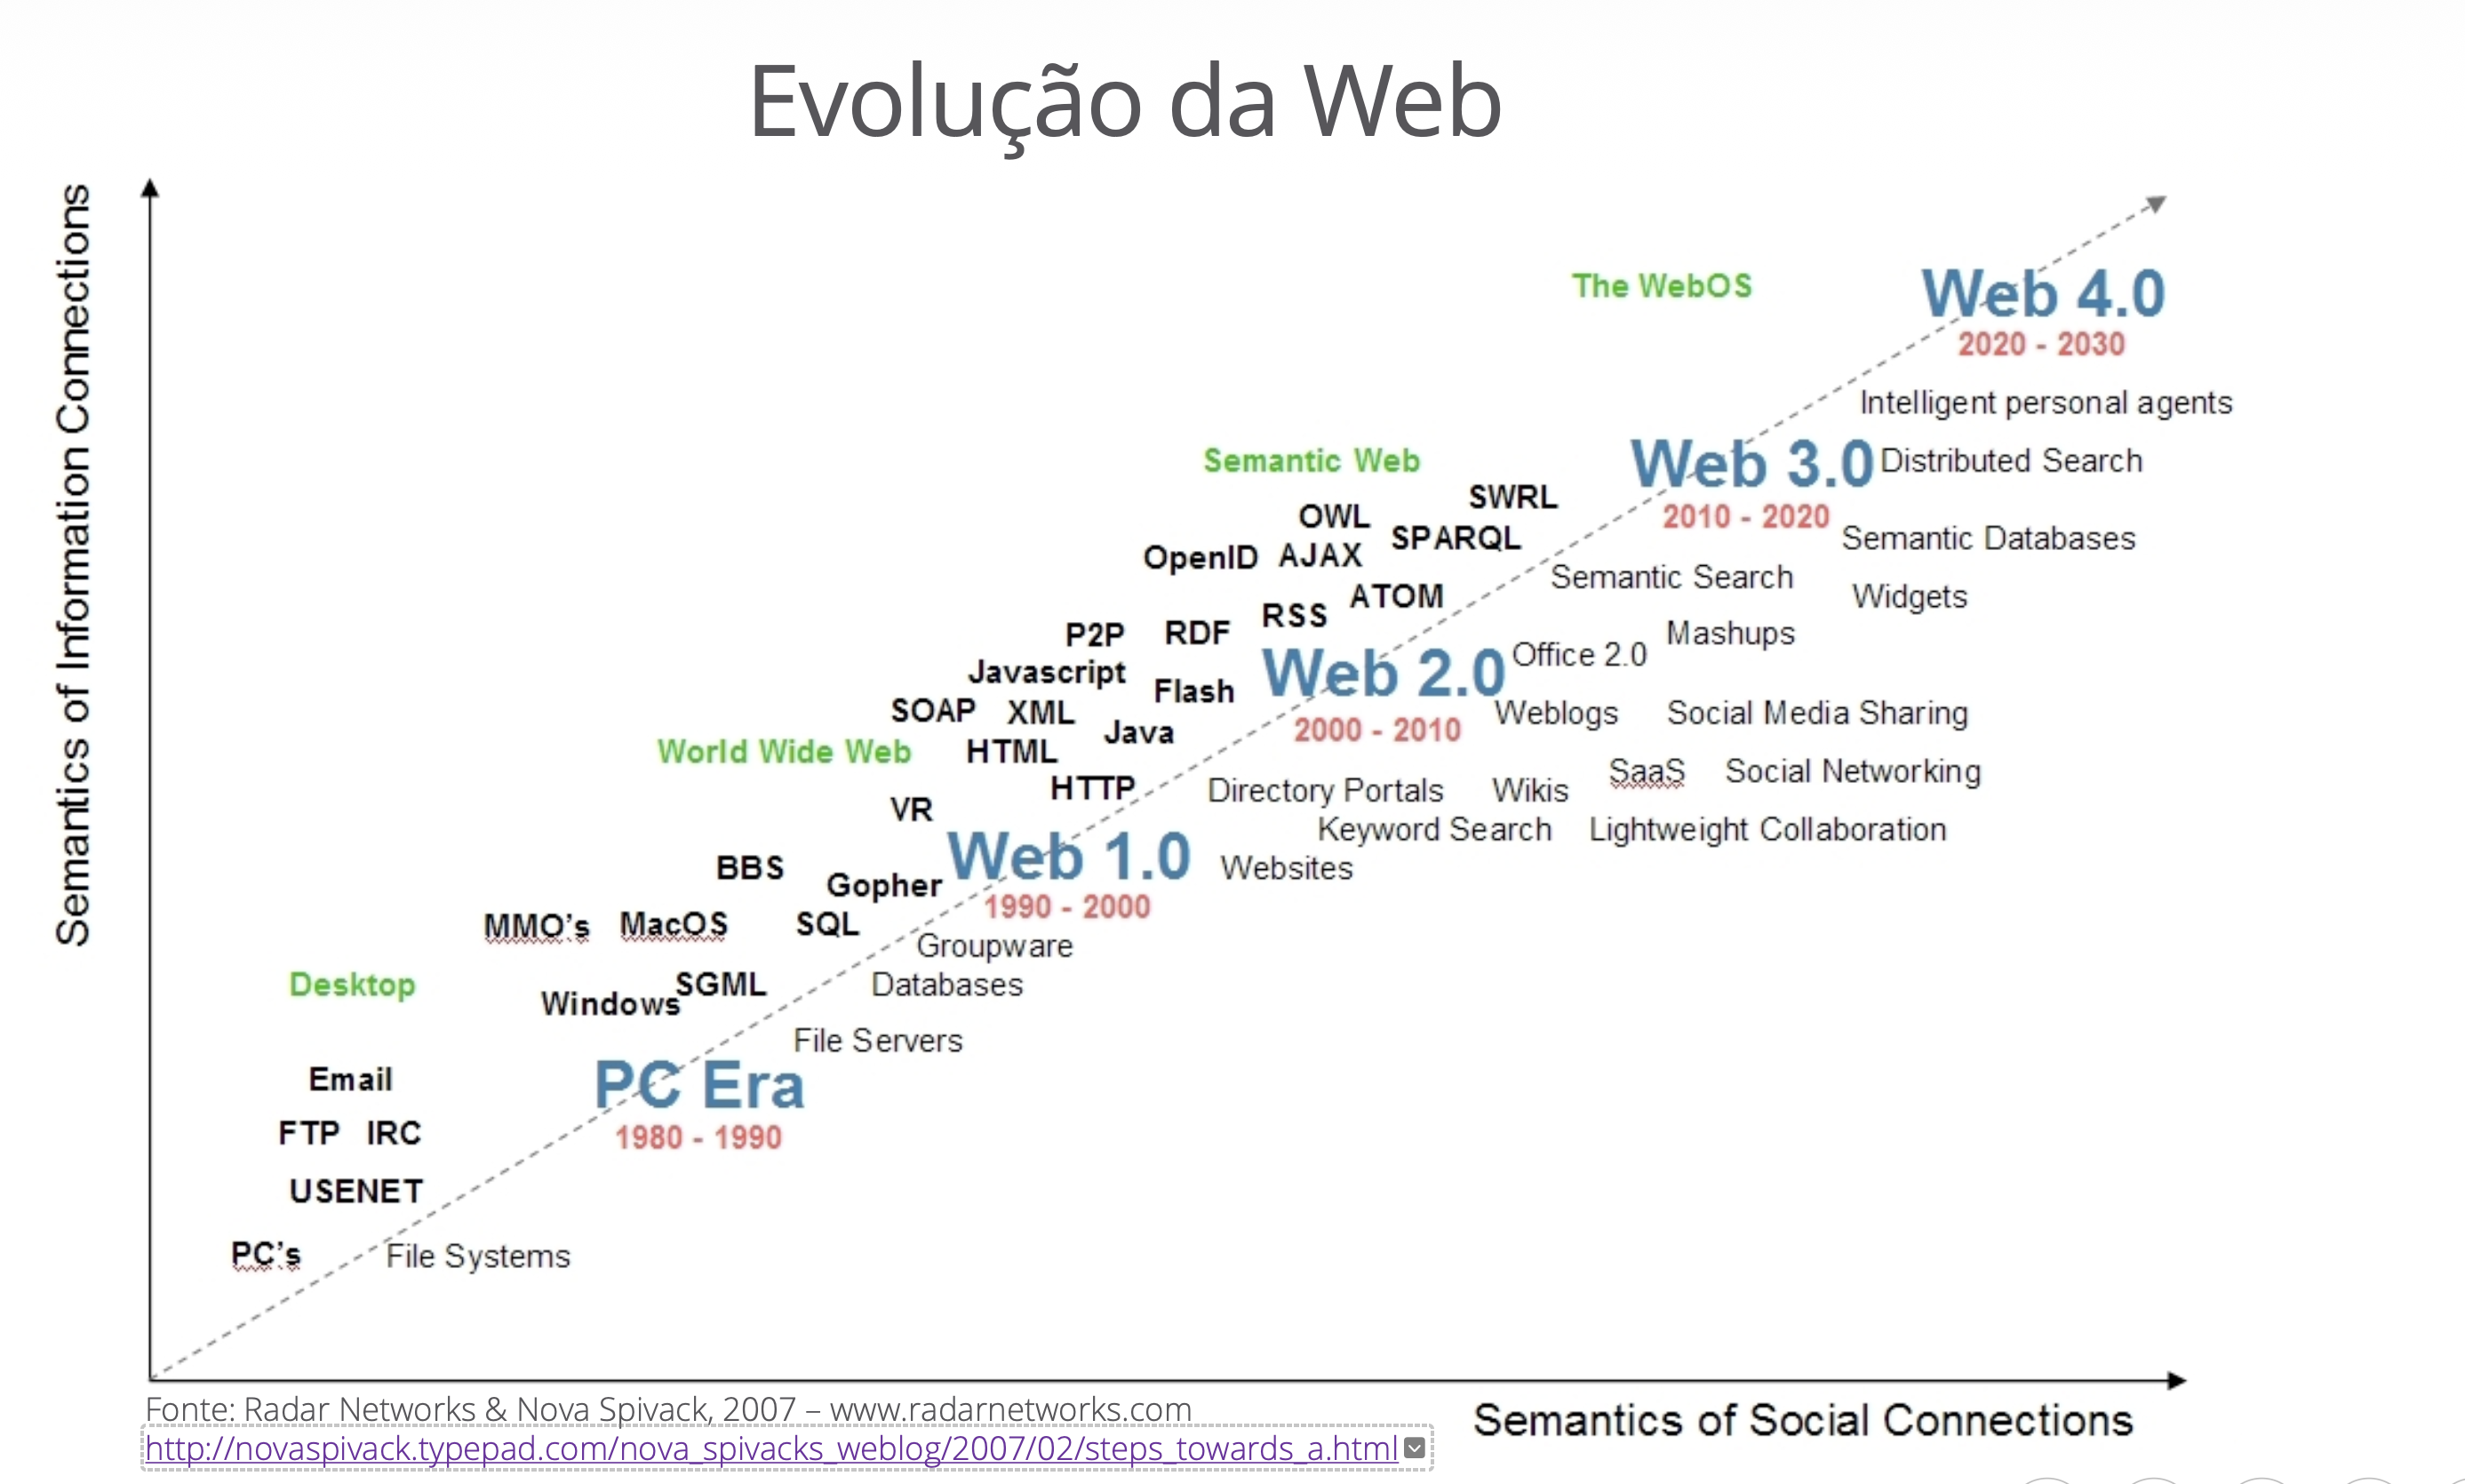 Evolução da Web
Semantics of Information Connections
The WebOS
Web 4.0
2020 - 2030
Intelligent personal agents
Semantic Web
Web 3.0
Distributed Search
2010 - 2020
SWRL
OWL
SPARQL
Semantic Databases
OpenID
AJAX
Semantic Search
Widgets
ATOM
RSS
P2P
RDF
Mashups
Office 2.0
Web 2.0
Javascript
Flash
SOAP
XML
2000 - 2010
Weblogs
Social Media Sharing
Java
World Wide Web
HTML
SaaS
Social Networking
HTTP
Directory Portals
Wikis
VR
Keyword Search
Lightweight Collaboration
Web 1.0
Websites
BBS
Gopher
1990 - 2000
MMO's
MacOS
SQL
Groupware
Desktop
SGML
Databases
Windows
File Servers
Email
PC Era
FTP
IRC
1980 - 1990
USENET
PC's
File Systems
Fonte: Radar Networks & Nova Spivack, 2007 – www.radarnetworks.com
Semantics of Social Connections
http://novaspivack.typepad.com/nova_spivacks_weblog/2007/02/steps_towards_a.html